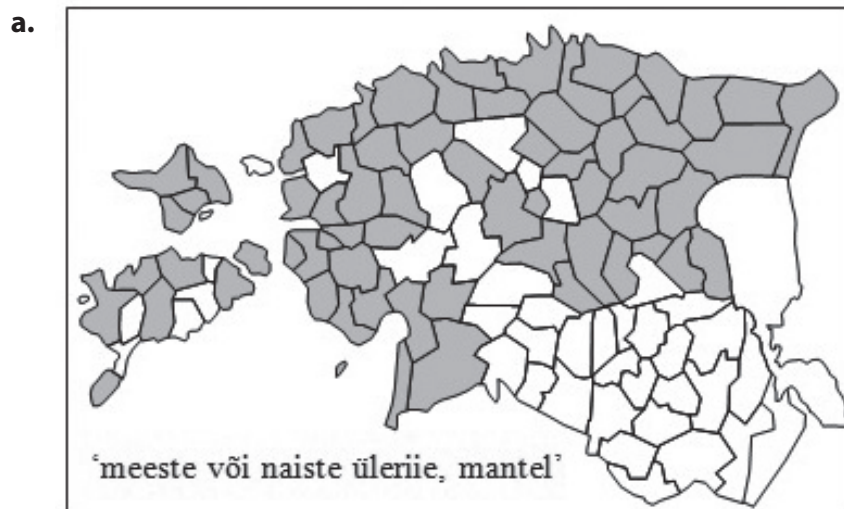 a.
‘meeste või naiste üleriie, mantel’